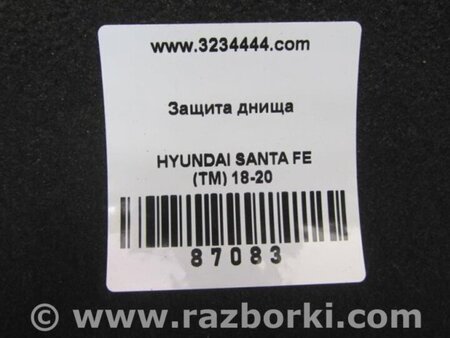 www.3234444.com
Защита днища
HYUNDAI SANTA FE
(TM) 18-20
87083
© www.razborki.com